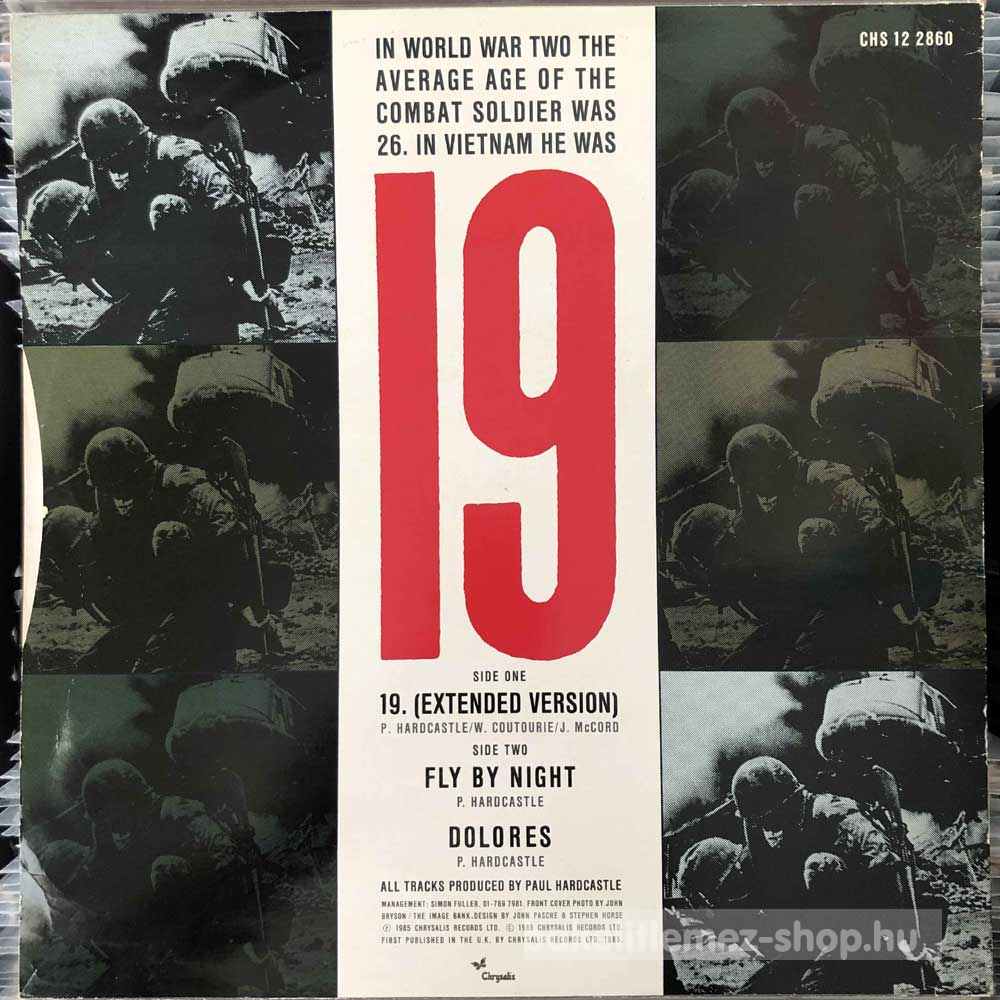 IN WORLD WAR TWO THE
AVERAGE AGE OF THE
COMBAT SOLDIER WAS
26. IN VIETNAM HE WAS
19
CHS 12 2860
SIDE ONE
19. (EXTENDED VERSION)
P. HARDCASTLE/W. COUTOURIE/J. McCORD
SIDE TWO
FLY BY NIGHT
P. HARDCASTLE
DOLORES
P. HARDCASTLE
ALL TRACKS PRODUCED BY PAUL HARDCASTLE
MANAGEMENT: SIMON FULLER, 01-769 7981. FRONT COVER PHOTO BY JOHN
BRYSON / THE IMAGE BANK. DESIGN BY JOHN PASCHE & STEPHEN HORSE
Ⓟ 1985 CHRYSALIS RECORDS LTD. © 1985 CHRYSALIS RECORDS LTD.
FIRST PUBLISHED IN THE U.K. BY CHRYSALIS RECORDS LTD. 1985.
Chrysalis
lemez-shop.hu